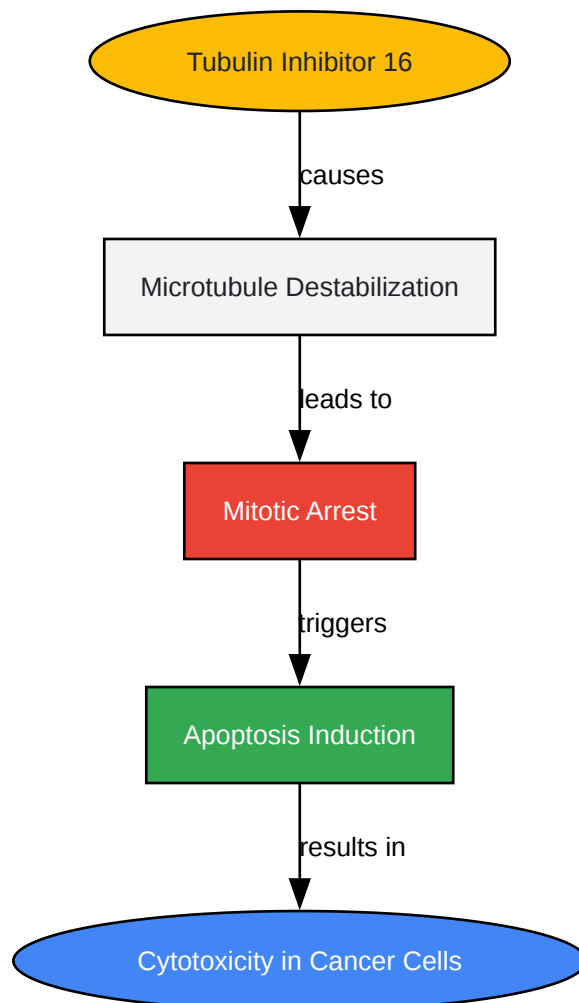 Tubulin Inhibitor 16
causes
Microtubule Destabilization
leads to
Mitotic Arrest
triggers
Apoptosis Induction
results in
Cytotoxicity in Cancer Cells